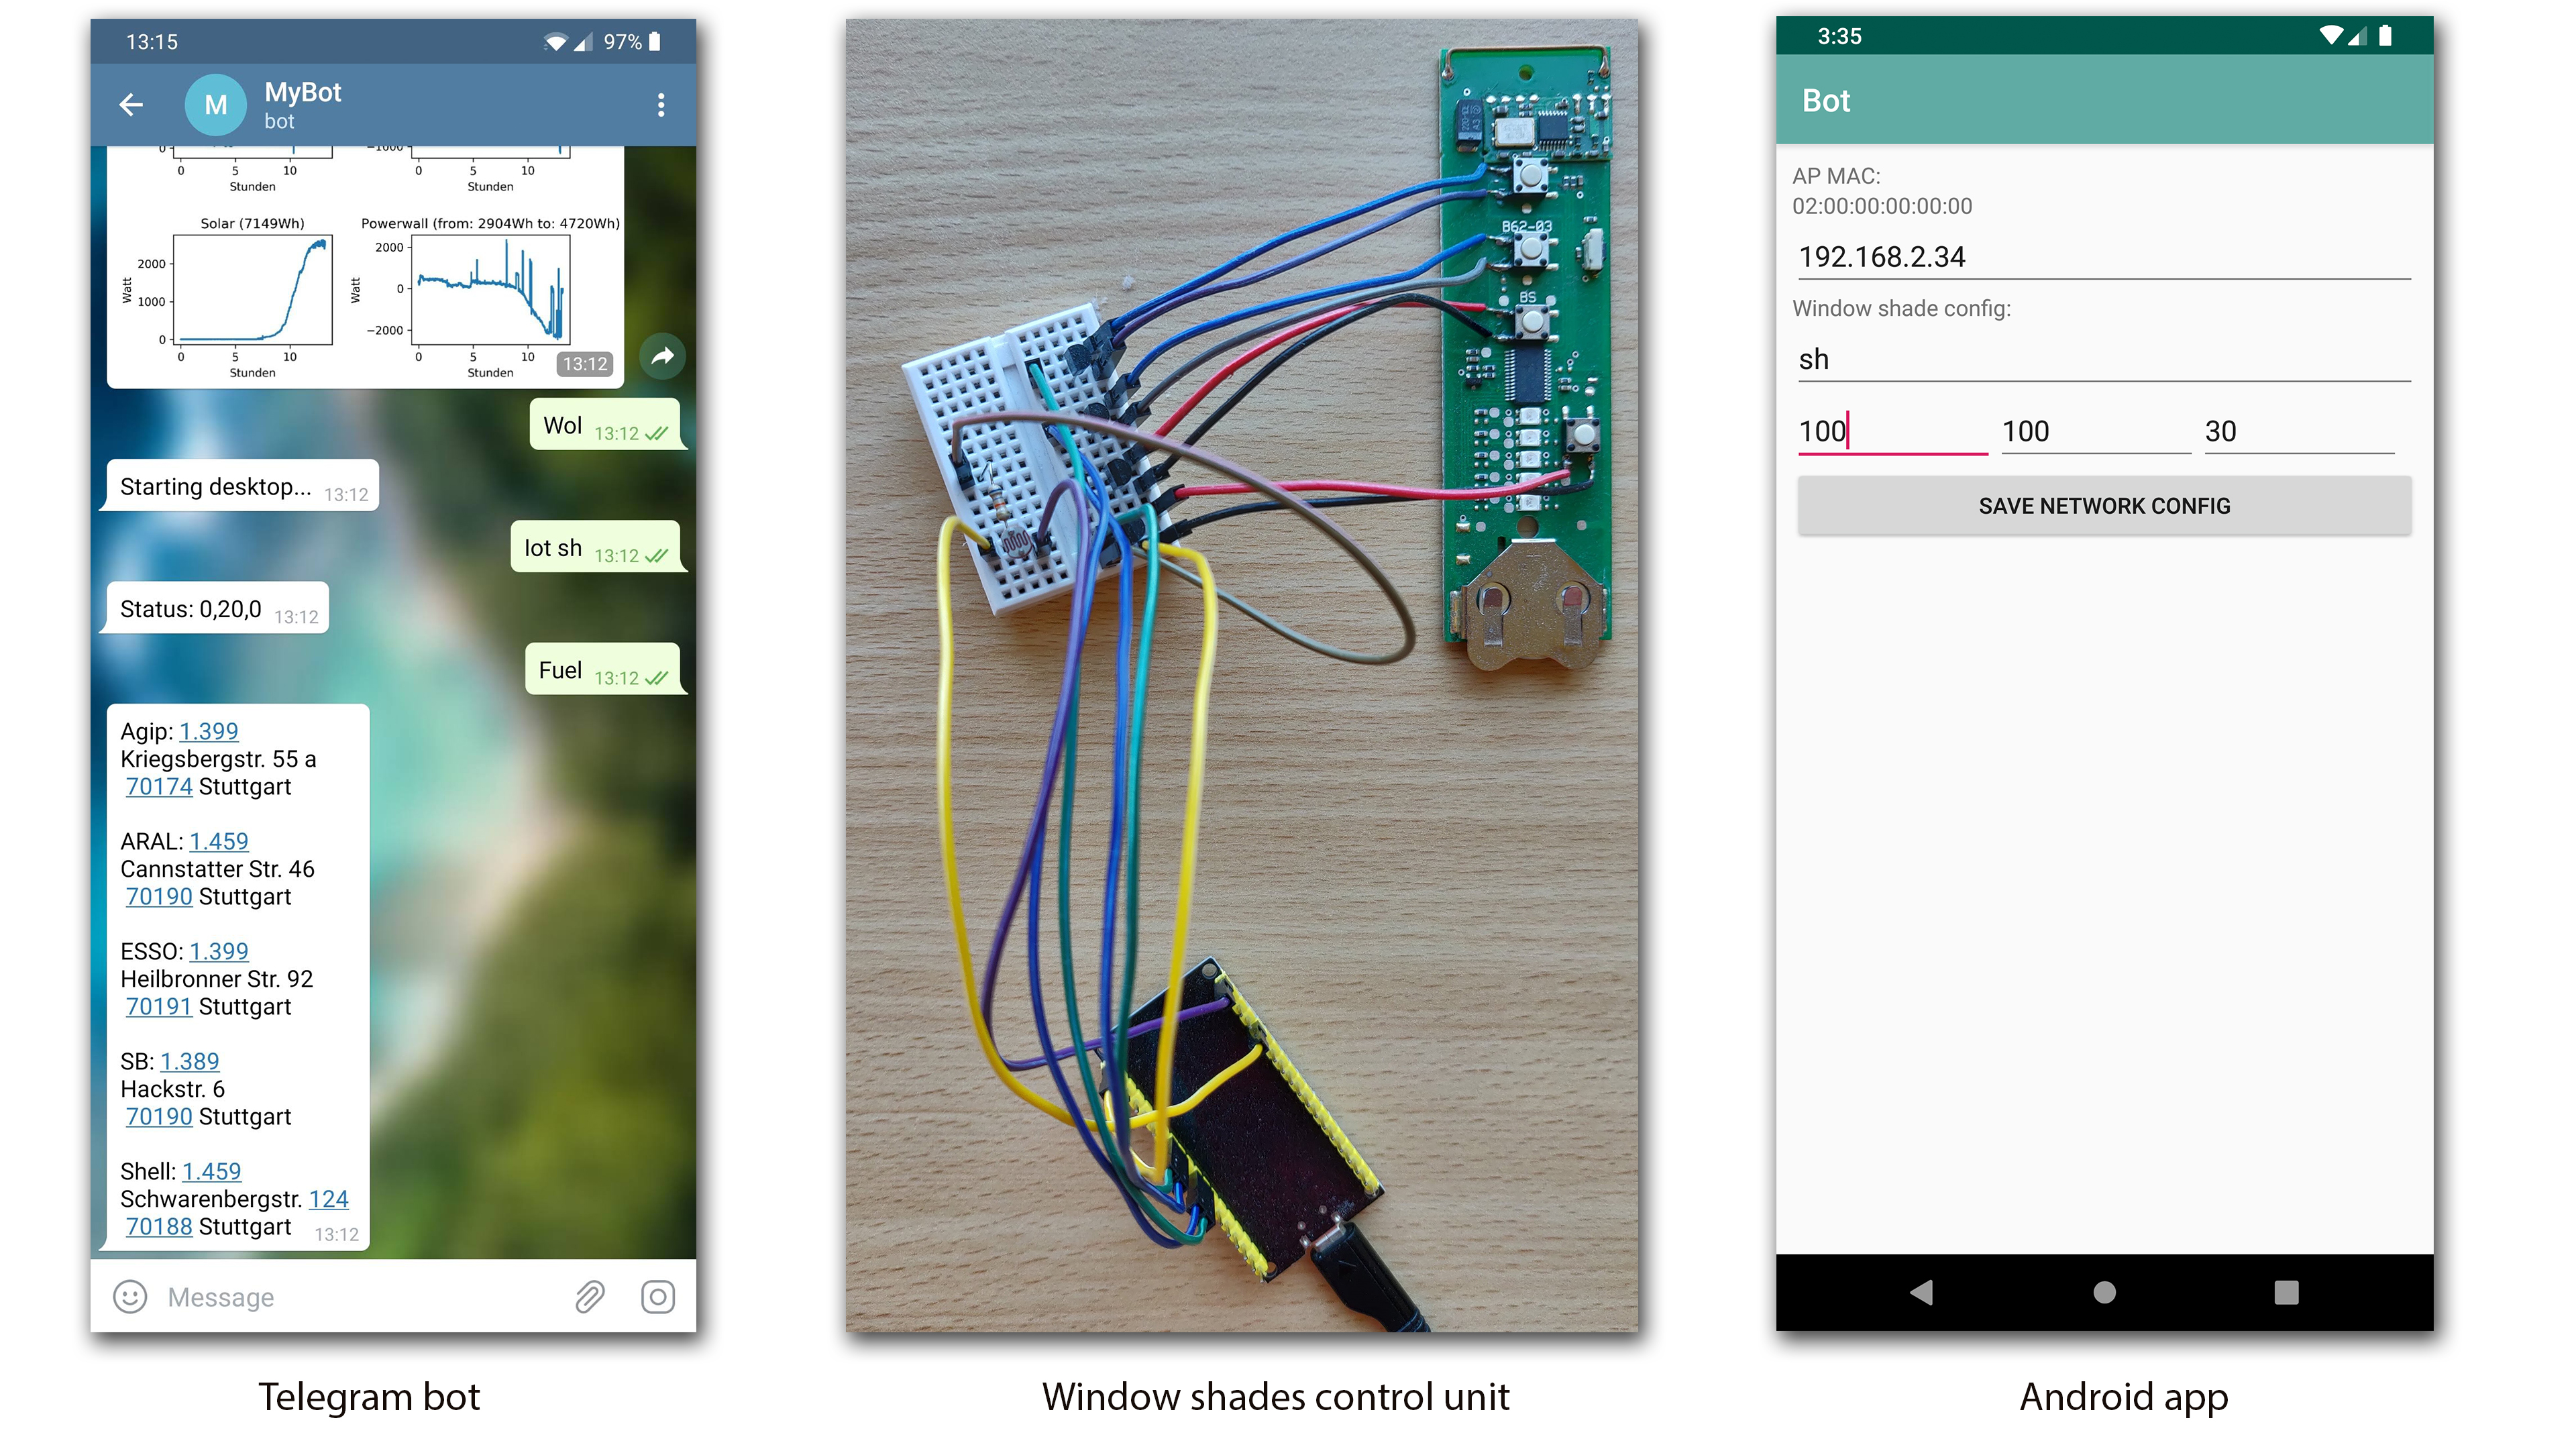 13:15
97%
M
MyBot
bot
0
0 5 10
Stunden
−1000
0 5 10
Stunden
Solar (7149Wh)
Watt
2000
1000
0
0 5 10
Stunden
Powerwall (from: 2904Wh to: 4720Wh)
Watt
2000
0
−2000
0 5 10
Stunden
13:12
Wol 13:12
Starting desktop... 13:12
Iot sh 13:12
Status: 0,20,0 13:12
Fuel 13:12
Agip: 1.399
Kriegsbergstr. 55 a
70174 Stuttgart
ARAL: 1.459
Cannstatter Str. 46
70190 Stuttgart
ESSO: 1.399
Heilbronner Str. 92
70191 Stuttgart
SB: 1.389
Hackstr. 6
70190 Stuttgart
Shell: 1.459
Schwarenbergstr. 124
70188 Stuttgart 13:12
Message
Telegram bot
B62-03
BS
Window shades control unit
3:35
Bot
AP MAC:
02:00:00:00:00:00
192.168.2.34
Window shade config:
sh
100 100 30
SAVE NETWORK CONFIG
Android app